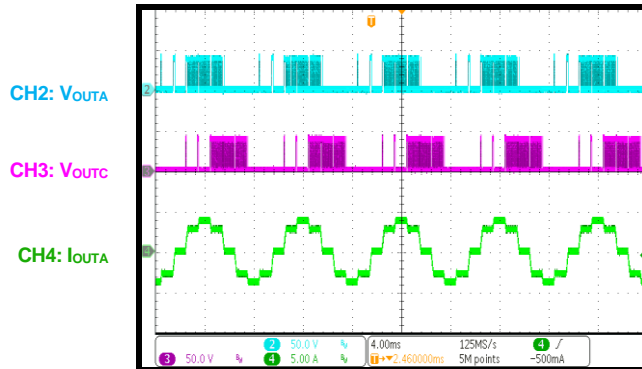 T
CH2: VOUTA
2
CH3: VOUTC
3
CH4: IOUTA
4
2 50.0 V
3 50.0 V
4 5.00 A
4.00ms
T→▼2.460000ms
125MS/s
5M points
4
-500mA